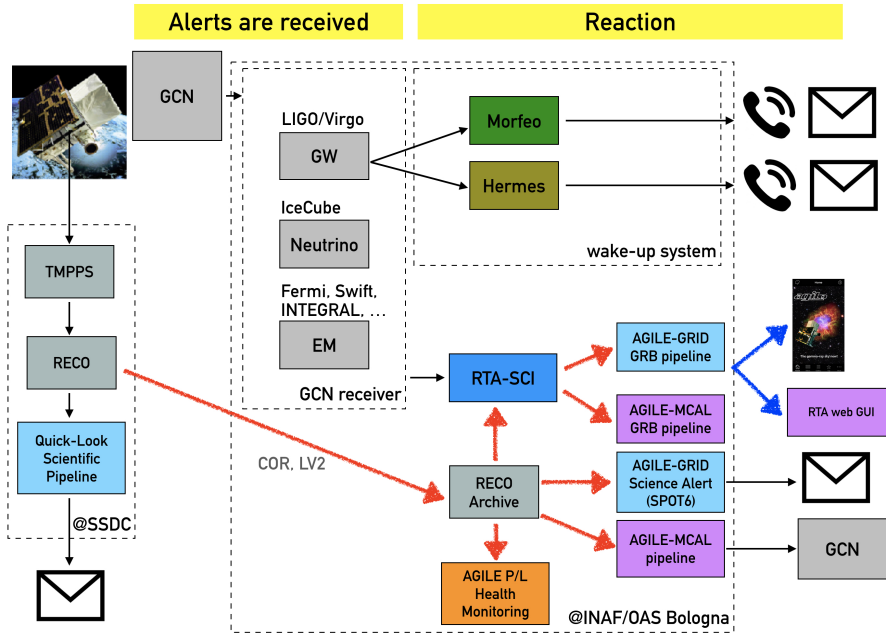 Alerts are received
Reaction
GCN
LIGO/Virgo
GW
IceCube
Neutrino
Fermi, Swift,
INTEGRAL, ...
EM
GCN receiver
Morfeo
Hermes
wake-up system
TMPPS
RECO
Quick-Look
Scientific
Pipeline
@SSDC
COR, LV2
RTA-SCI
RECO
Archive
AGILE P/L
Health
Monitoring
AGILE-GRID
GRB pipeline
AGILE-MCAL
GRB pipeline
AGILE-GRID
Science Alert
(SPOT6)
AGILE-MCAL
pipeline
agile
RTA web GUI
GCN
@INAF/OAS Bologna